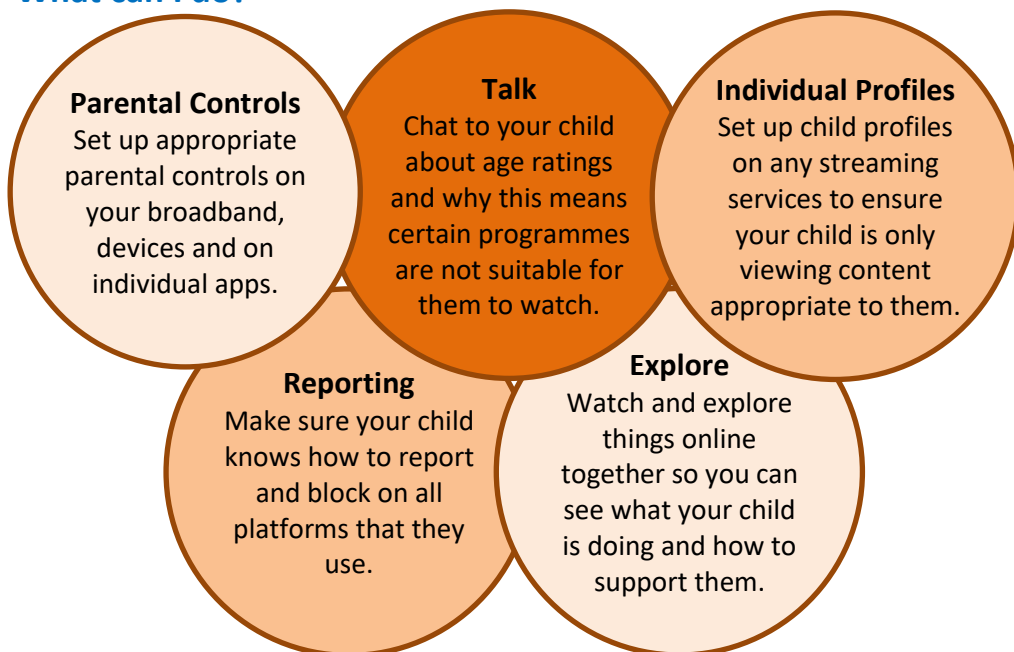 What can I do?
Parental Controls
Set up appropriate
parental controls on
your broadband,
devices and on
individual apps.
Talk
Chat to your child
about age ratings
and why this means
certain programmes
are not suitable for
them to watch.
Individual Profiles
Set up child profiles
on any streaming
services to ensure
your child is only
viewing content
appropriate to them.
Reporting
Make sure your child
knows how to report
and block on all
platforms that they
use.
Explore
Watch and explore
things online
together so you can
see what your child
is doing and how to
support them.